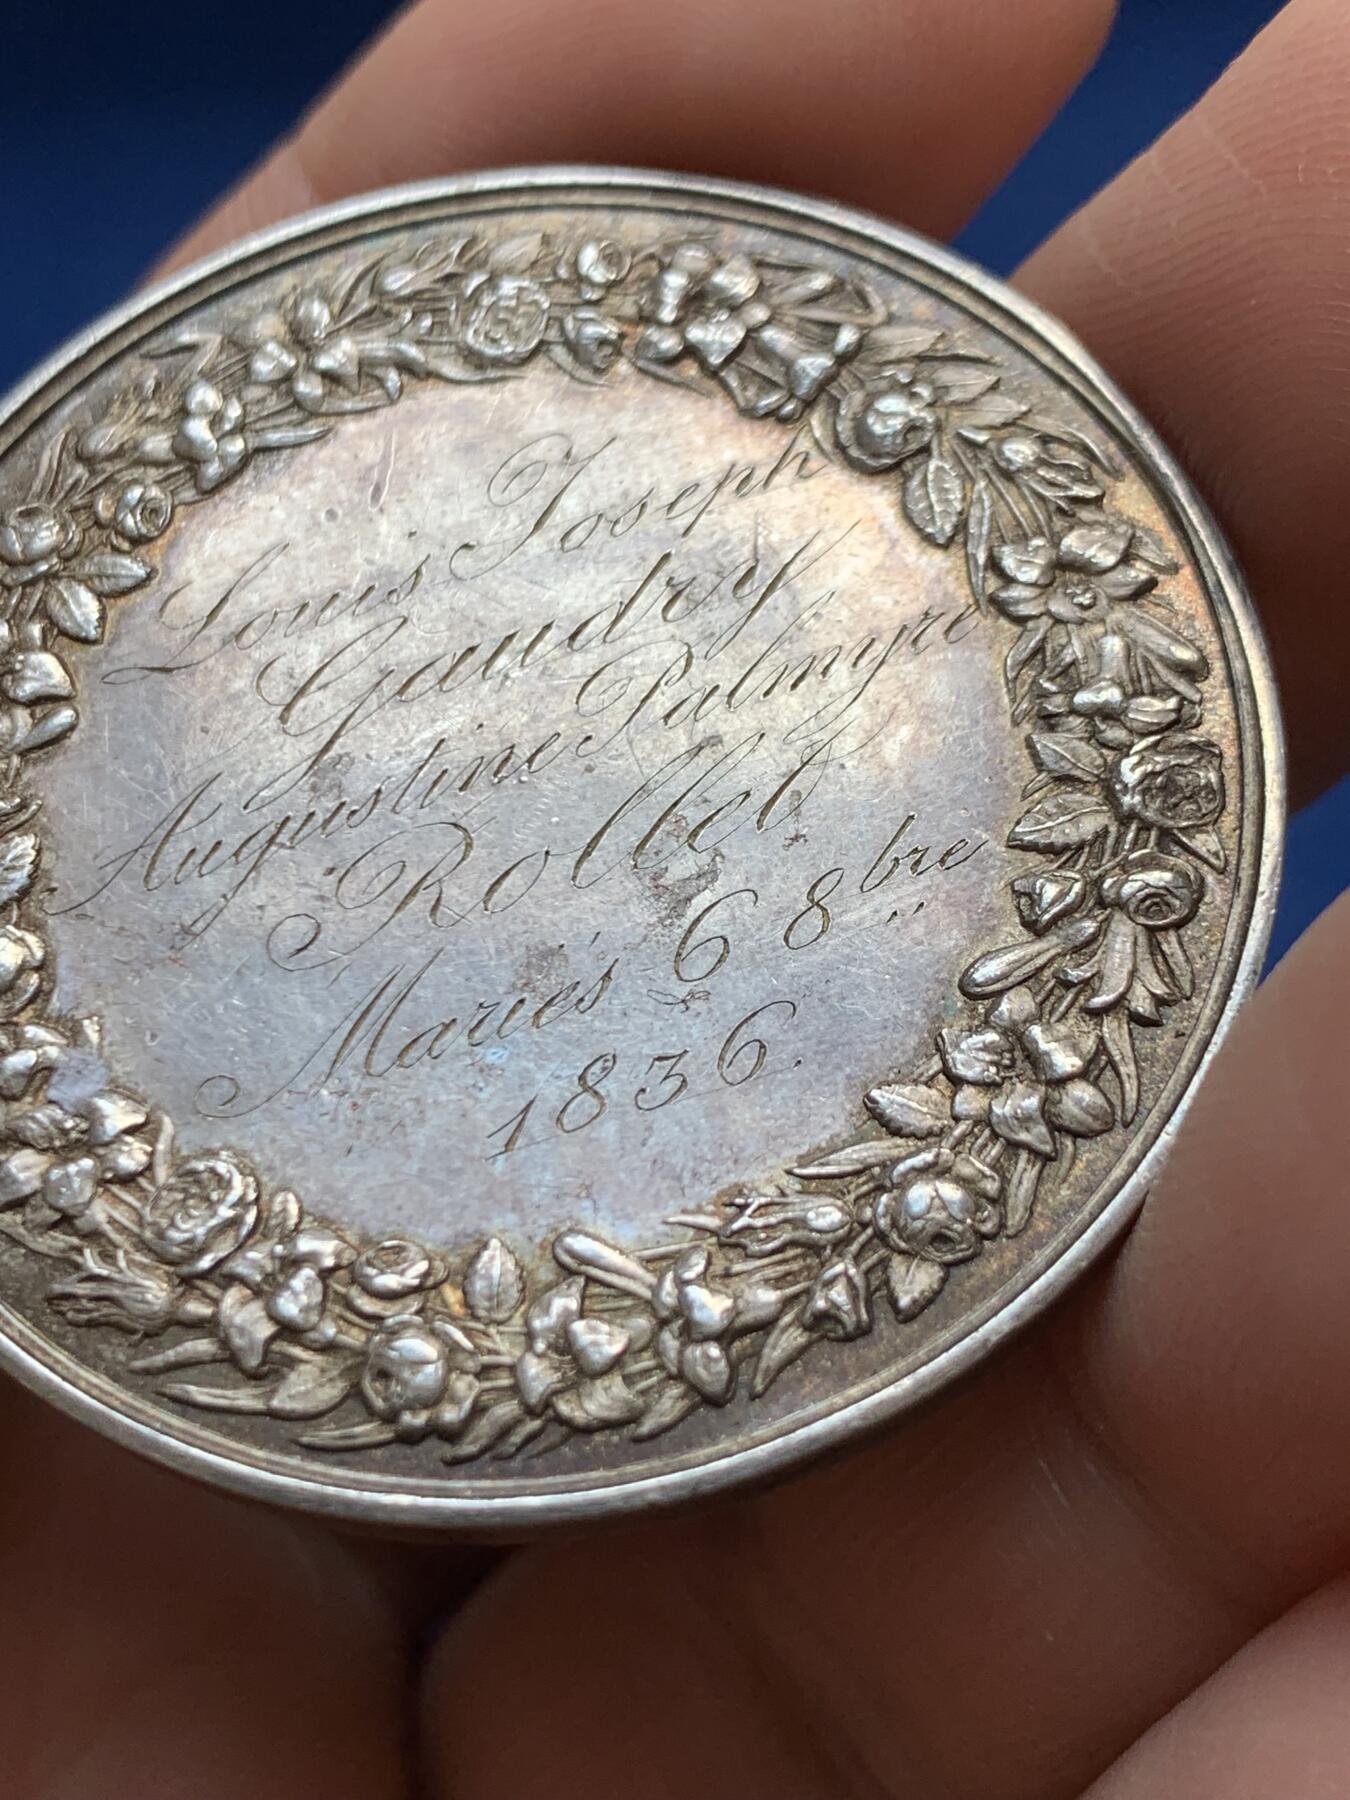 Louis Joseph
Gaudry
Augustine Palmyre
Rollet
Mariés 6 8bre
1836.